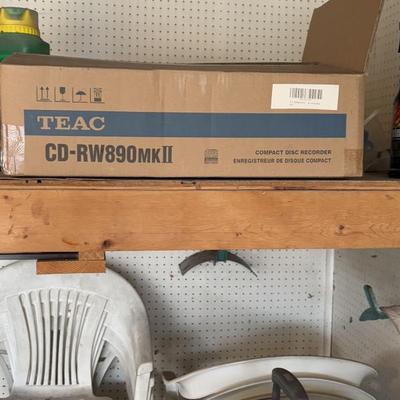 TEAC
CD-RW890MKII
COMPACT DISC RECORDER
ENREGISTREUR DE DISQUE COMPACT